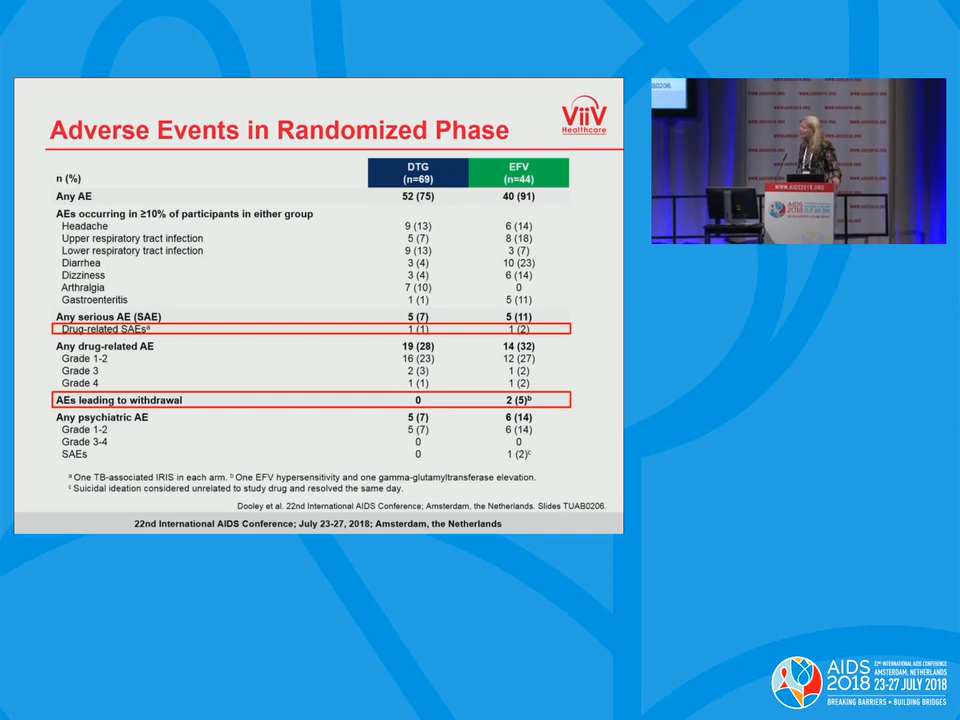 Adverse Events in Randomized Phase
ViiV
Healthcare
n (%) DTG (n=69) EFV (n=44)
Any AE 52 (75) 40 (91)
AEs occurring in ≥10% of participants in either group
Headache 9 (13) 6 (14)
Upper respiratory tract infection 5 (7) 8 (18)
Lower respiratory tract infection 9 (13) 3 (7)
Diarrhea 3 (4) 10 (23)
Dizziness 3 (4) 6 (14)
Arthralgia 7 (10) 0
Gastroenteritis 1 (1) 5 (11)
Any serious AE (SAE) 5 (7) 5 (11)
Drug-related SAEsᵃ 1 (1) 1 (2)
Any drug-related AE 19 (28) 14 (32)
Grade 1-2 16 (23) 12 (27)
Grade 3 2 (3) 1 (2)
Grade 4 1 (1) 1 (2)
AEs leading to withdrawal 0 2 (5)ᵇ
Any psychiatric AE 5 (7) 6 (14)
Grade 1-2 5 (7) 6 (14)
Grade 3-4 0 0
SAEs 0 1 (2)ᶜ
ᵃ One TB-associated IRIS in each arm. ᵇ One EFV hypersensitivity and one gamma-glutamyltransferase elevation.
ᶜ Suicidal ideation considered unrelated to study drug and resolved the same day.
Dooley et al. 22nd International AIDS Conference; Amsterdam, the Netherlands. Slides TUAB0206.
22nd International AIDS Conference; July 23-27, 2018; Amsterdam, the Netherlands
B0206.
WWW.AIDS2018.ORG
AIDS
2018
AIDS
2018
22ND INTERNATIONAL AIDS CONFERENCE
AMSTERDAM, NETHERLANDS
23-27 JULY 2018
BREAKING BARRIERS • BUILDING BRIDGES